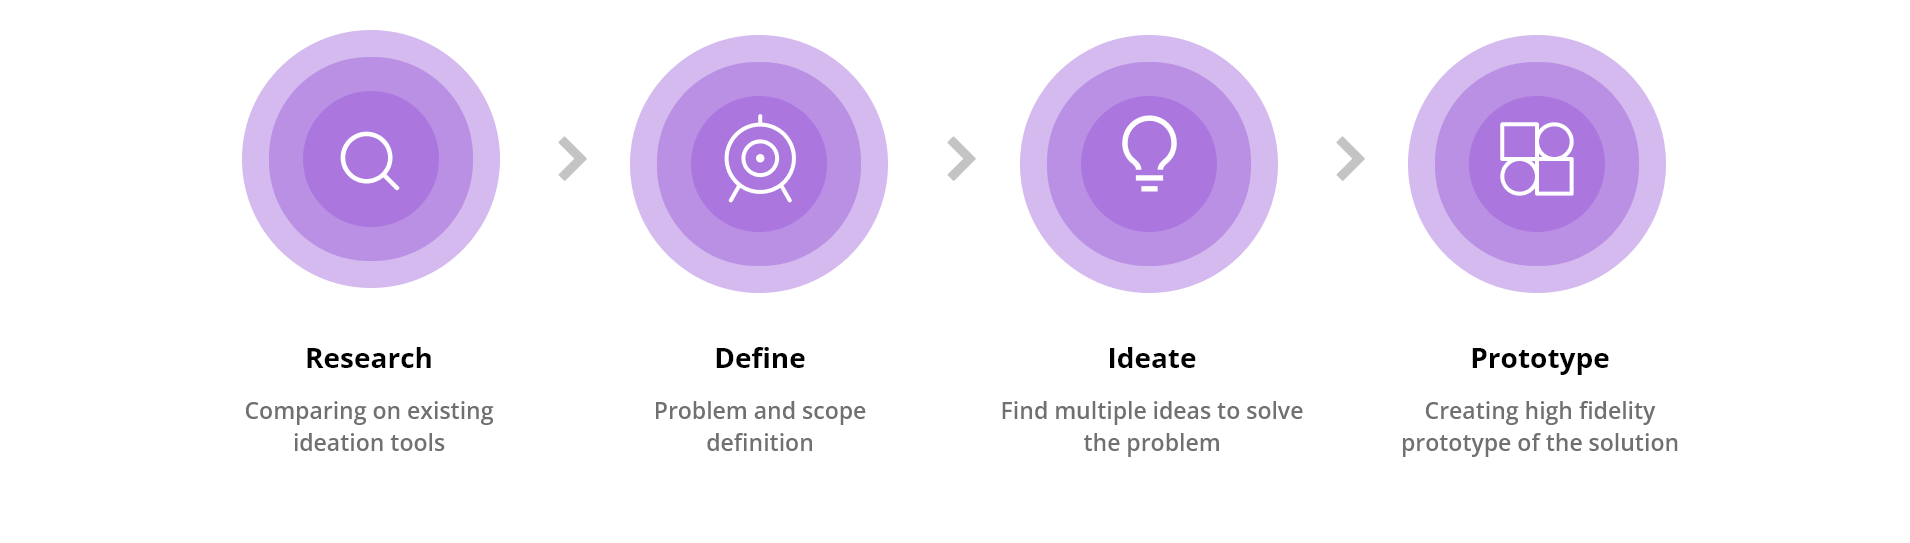 Research
Comparing on existing
ideation tools
Define
Problem and scope
definition
Ideate
Find multiple ideas to solve
the problem
Prototype
Creating high fidelity
prototype of the solution